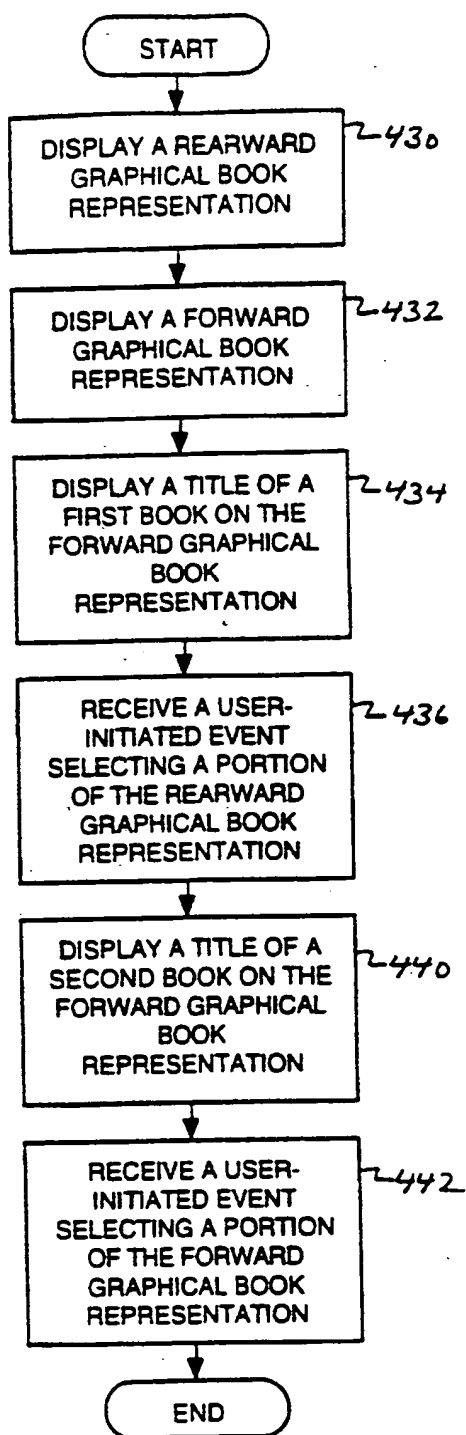 START
DISPLAY A REARWARD
GRAPHICAL BOOK
REPRESENTATION
430
DISPLAY A FORWARD
GRAPHICAL BOOK
REPRESENTATION
432
DISPLAY A TITLE OF A
FIRST BOOK ON THE
FORWARD GRAPHICAL
BOOK
REPRESENTATION
434
RECEIVE A USER-
INITIATED EVENT
SELECTING A PORTION
OF THE REARWARD
GRAPHICAL BOOK
REPRESENTATION
436
DISPLAY A TITLE OF A
SECOND BOOK ON THE
FORWARD GRAPHICAL
BOOK
REPRESENTATION
440
RECEIVE A USER-
INITIATED EVENT
SELECTING A PORTION
OF THE FORWARD
GRAPHICAL BOOK
REPRESENTATION
442
END